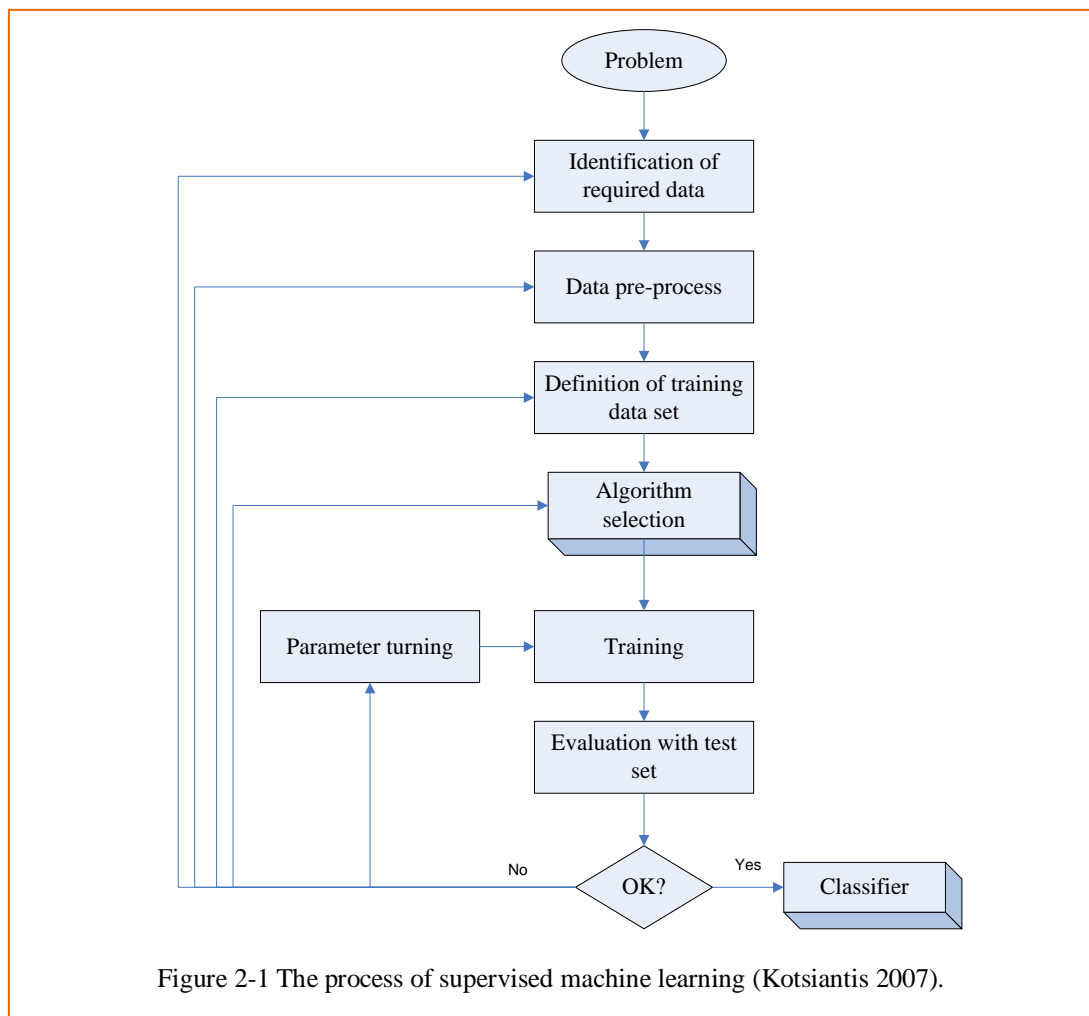 Problem
Identification of
required data
Data pre-process
Definition of training
data set
Algorithm
selection
Parameter turning
Training
Evaluation with test
set
No
OK?
Yes
Classifier
Figure 2-1 The process of supervised machine learning (Kotsiantis 2007).